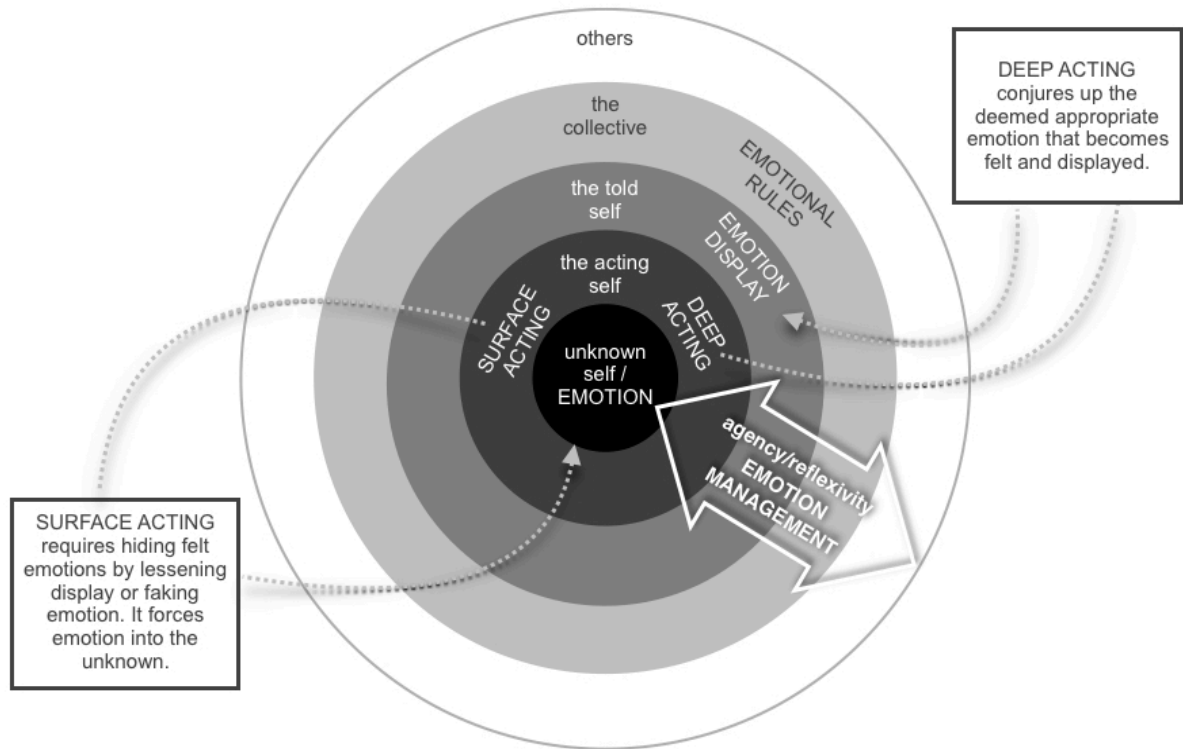 others
the
collective
EMOTIONAL
RULES
the told
self
EMOTION
DISPLAY
the acting
self
SURFACE
ACTING
DEEP
ACTING
unknown
self /
EMOTION
agency/reflexivity
EMOTION
MANAGEMENT
DEEP ACTING
conjures up the
deemed appropriate
emotion that becomes
felt and displayed.
SURFACE ACTING
requires hiding felt
emotions by lessening
display or faking
emotion. It forces
emotion into the
unknown.